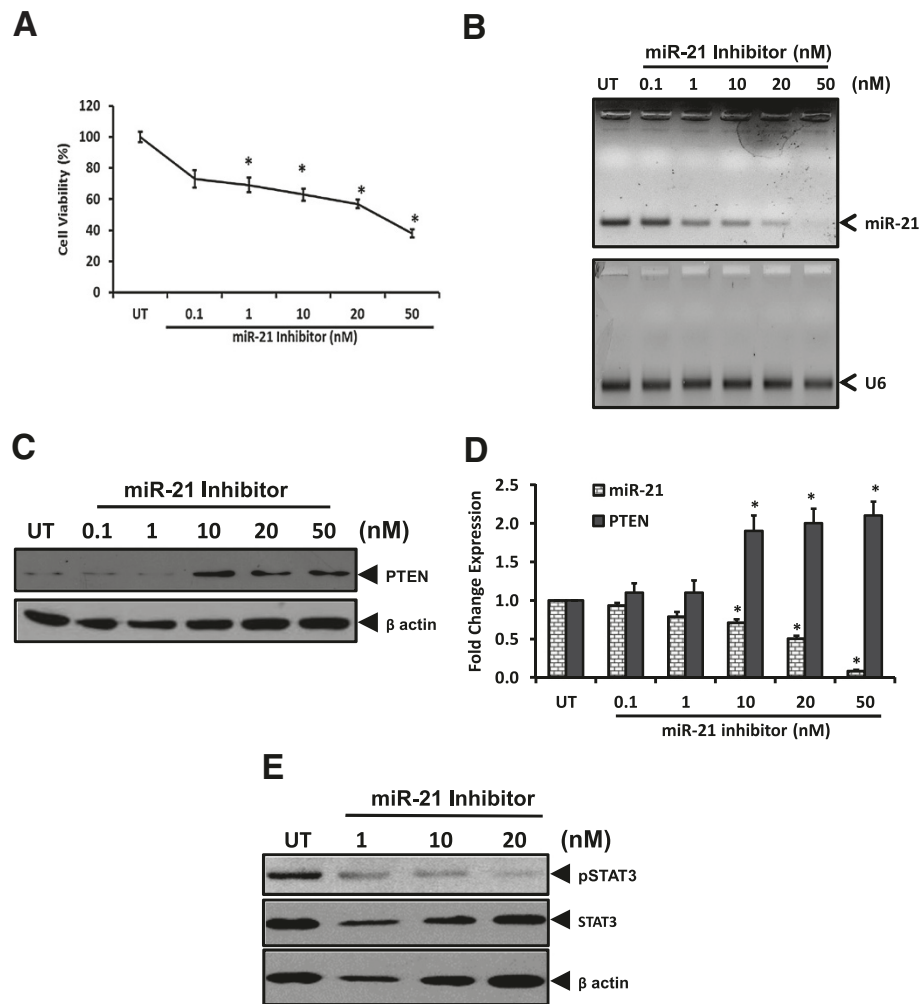 A
120
100
80
60
40
20
0
Cell Viability (%)
* * * *
UT 0.1 1 10 20 50
miR-21 Inhibitor (nM)
B
miR-21 Inhibitor (nM)
UT 0.1 1 10 20 50 (nM)
miR-21
U6
C
miR-21 Inhibitor
UT 0.1 1 10 20 50 (nM)
PTEN
β actin
D
2.5
2.0
1.5
1.0
0.5
0.0
Fold Change Expression
miR-21
PTEN
* * *
* * *
UT 0.1 1 10 20 50
miR-21 inhibitor (nM)
E
miR-21 Inhibitor
UT 1 10 20 (nM)
pSTAT3
STAT3
β actin